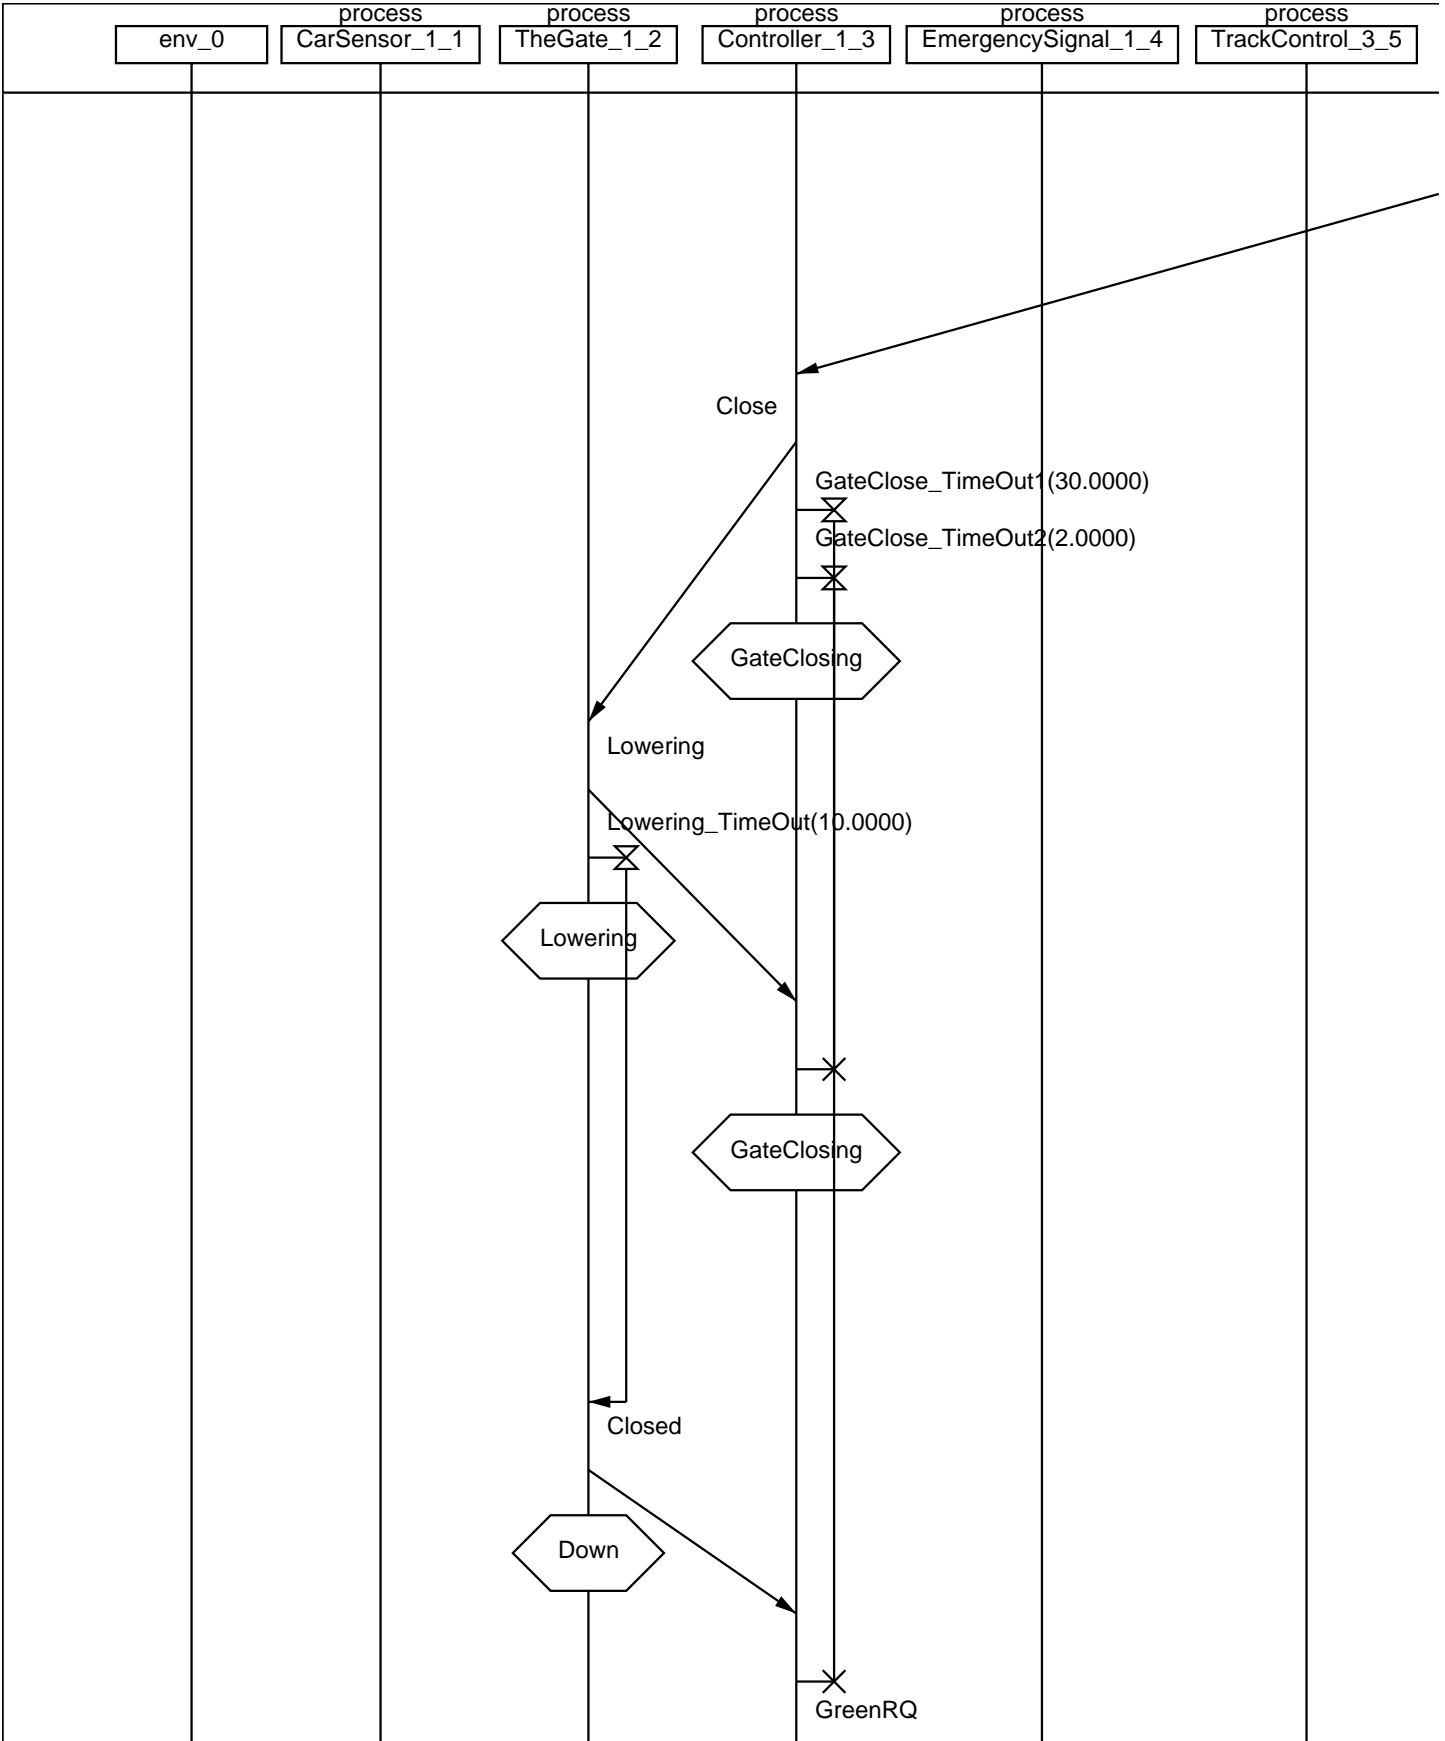 process process process process process
env_0 CarSensor_1_1 TheGate_1_2 Controller_1_3 EmergencySignal_1_4 TrackControl_3_5
Close
GateClose_TimeOut1(30.0000)
GateClose_TimeOut2(2.0000)
GateClosing
Lowering
Lowering_TimeOut(10.0000)
Lowering
GateClosing
Closed
Down
GreenRQ